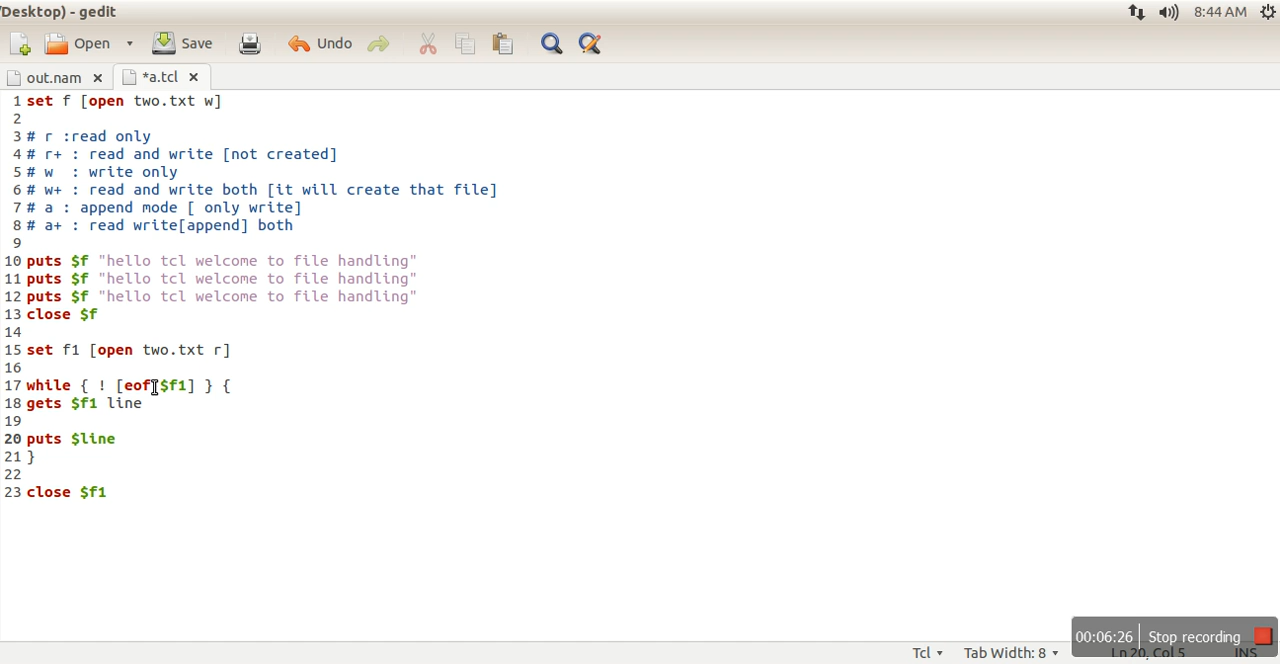 Desktop) - gedit
8:44 AM
Open
Save
Undo
out.nam
*a.tcl
1 set f [open two.txt w]
2
3 # r :read only
4 # r+ : read and write [not created]
5 # w  : write only
6 # w+ : read and write both [it will create that file]
7 # a : append mode [ only write]
8 # a+ : read write[append] both
9
10 puts $f "hello tcl welcome to file handling"
11 puts $f "hello tcl welcome to file handling"
12 puts $f "hello tcl welcome to file handling"
13 close $f
14
15 set f1 [open two.txt r]
16
17 while { ! [eof $f1] } {
18 gets $f1 line
19
20 puts $line
21 }
22
23 close $f1
00:06:26 Stop recording
Tcl Tab Width: 8 Ln 20, Col 5 INS